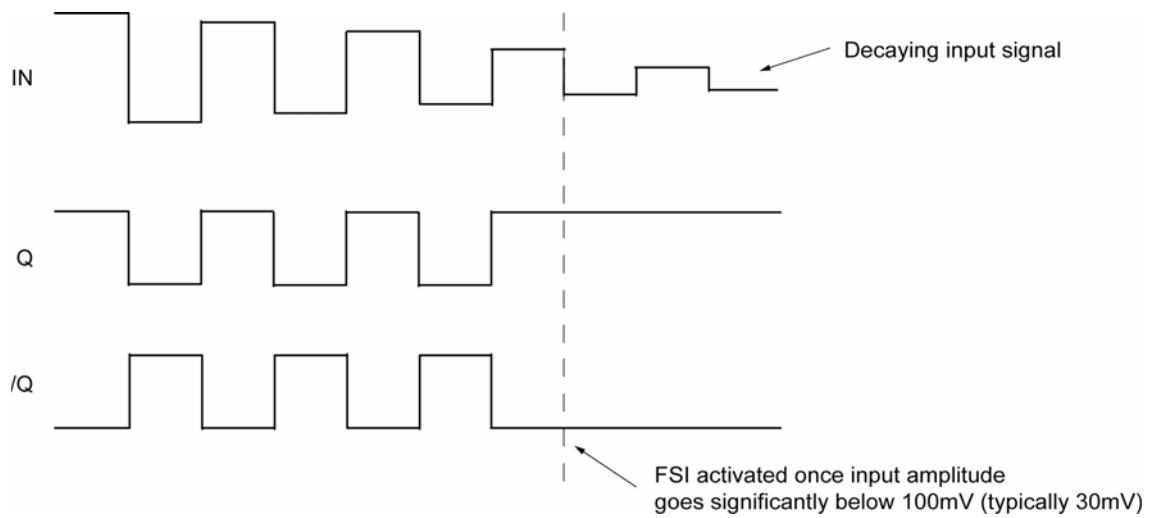 Decaying input signal
IN
Q
/Q
FSI activated once input amplitude
goes significantly below 100mV (typically 30mV)